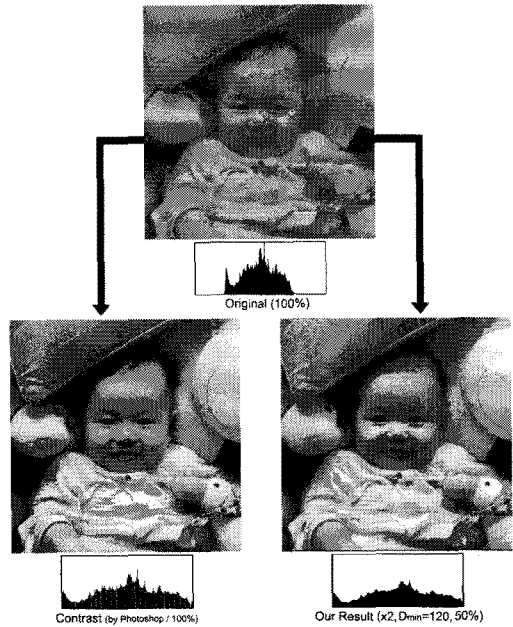 Original (100%)
Contrast (by Photoshop / 100%)
Our Result (x2, Dmin=120, 50%)